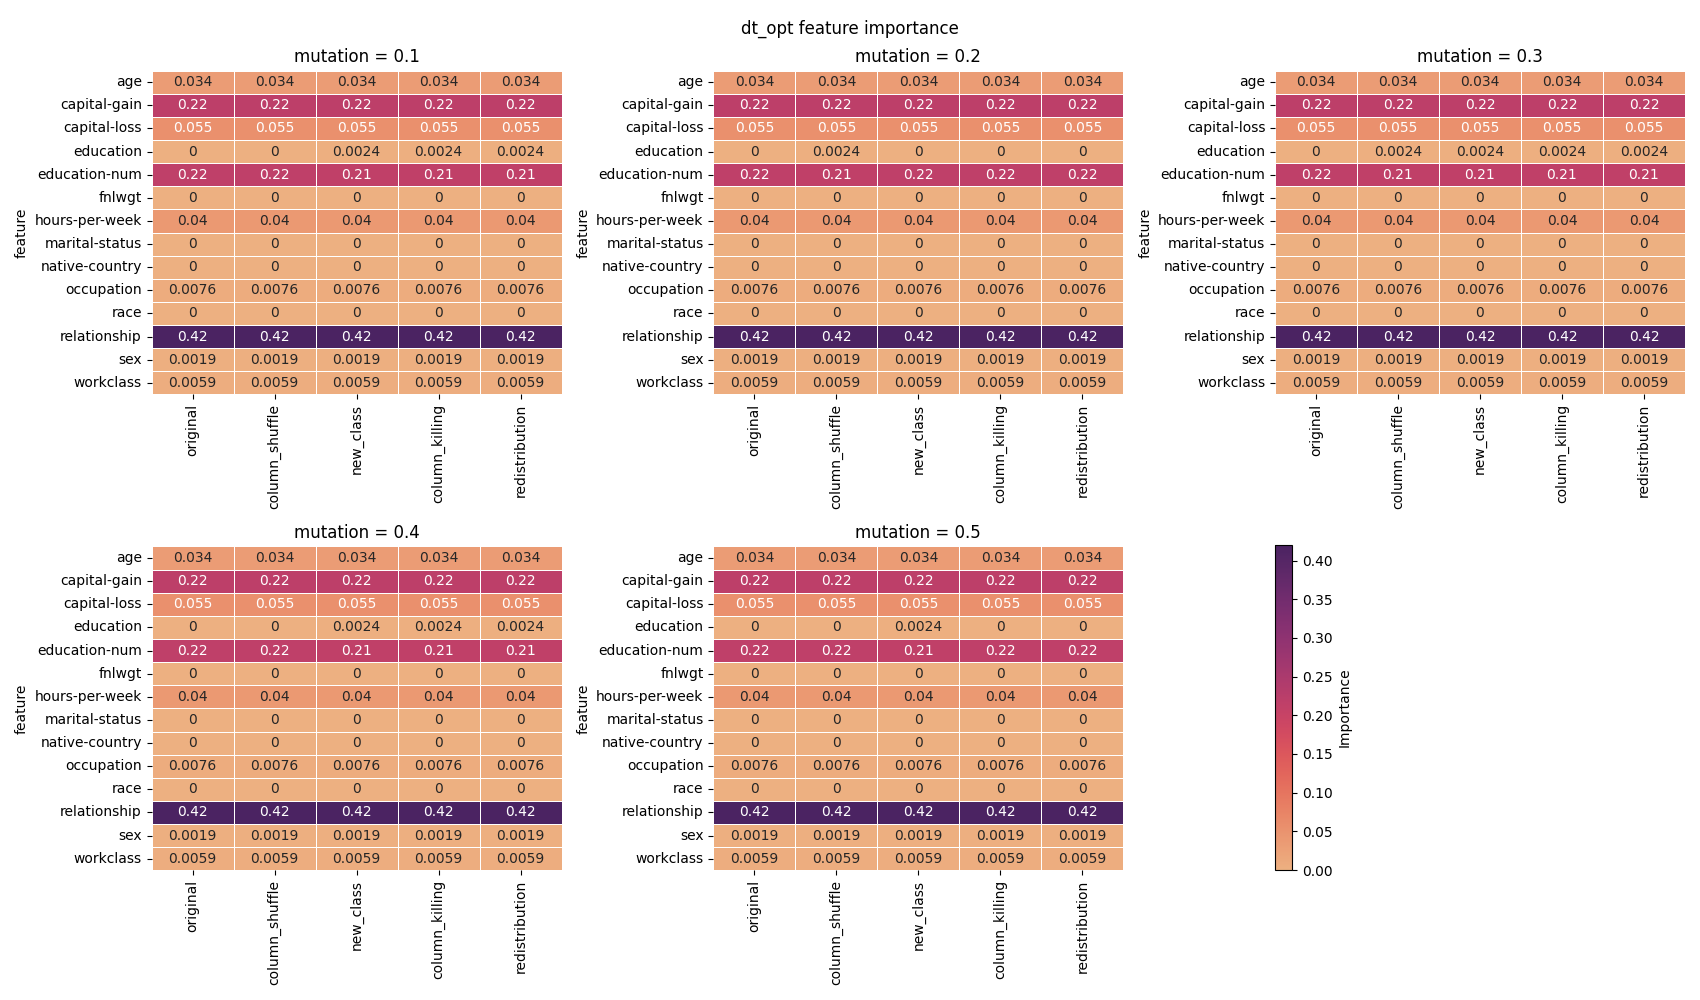 dt_opt feature importance
mutation = 0.1
feature
age 0.034 0.034 0.034 0.034 0.034
capital-gain 0.22 0.22 0.22 0.22 0.22
capital-loss 0.055 0.055 0.055 0.055 0.055
education 0 0 0.0024 0.0024 0.0024
education-num 0.22 0.22 0.21 0.21 0.21
fnlwgt 0 0 0 0 0
hours-per-week 0.04 0.04 0.04 0.04 0.04
marital-status 0 0 0 0 0
native-country 0 0 0 0 0
occupation 0.0076 0.0076 0.0076 0.0076 0.0076
race 0 0 0 0 0
relationship 0.42 0.42 0.42 0.42 0.42
sex 0.0019 0.0019 0.0019 0.0019 0.0019
workclass 0.0059 0.0059 0.0059 0.0059 0.0059
original column_shuffle new_class column_killing redistribution
mutation = 0.2
feature
age 0.034 0.034 0.034 0.034 0.034
capital-gain 0.22 0.22 0.22 0.22 0.22
capital-loss 0.055 0.055 0.055 0.055 0.055
education 0 0.0024 0 0 0
education-num 0.22 0.21 0.22 0.22 0.22
fnlwgt 0 0 0 0 0
hours-per-week 0.04 0.04 0.04 0.04 0.04
marital-status 0 0 0 0 0
native-country 0 0 0 0 0
occupation 0.0076 0.0076 0.0076 0.0076 0.0076
race 0 0 0 0 0
relationship 0.42 0.42 0.42 0.42 0.42
sex 0.0019 0.0019 0.0019 0.0019 0.0019
workclass 0.0059 0.0059 0.0059 0.0059 0.0059
original column_shuffle new_class column_killing redistribution
mutation = 0.3
feature
age 0.034 0.034 0.034 0.034 0.034
capital-gain 0.22 0.22 0.22 0.22 0.22
capital-loss 0.055 0.055 0.055 0.055 0.055
education 0 0.0024 0.0024 0.0024 0.0024
education-num 0.22 0.21 0.21 0.21 0.21
fnlwgt 0 0 0 0 0
hours-per-week 0.04 0.04 0.04 0.04 0.04
marital-status 0 0 0 0 0
native-country 0 0 0 0 0
occupation 0.0076 0.0076 0.0076 0.0076 0.0076
race 0 0 0 0 0
relationship 0.42 0.42 0.42 0.42 0.42
sex 0.0019 0.0019 0.0019 0.0019 0.0019
workclass 0.0059 0.0059 0.0059 0.0059 0.0059
original column_shuffle new_class column_killing redistribution
mutation = 0.4
feature
age 0.034 0.034 0.034 0.034 0.034
capital-gain 0.22 0.22 0.22 0.22 0.22
capital-loss 0.055 0.055 0.055 0.055 0.055
education 0 0 0.0024 0.0024 0.0024
education-num 0.22 0.22 0.21 0.21 0.21
fnlwgt 0 0 0 0 0
hours-per-week 0.04 0.04 0.04 0.04 0.04
marital-status 0 0 0 0 0
native-country 0 0 0 0 0
occupation 0.0076 0.0076 0.0076 0.0076 0.0076
race 0 0 0 0 0
relationship 0.42 0.42 0.42 0.42 0.42
sex 0.0019 0.0019 0.0019 0.0019 0.0019
workclass 0.0059 0.0059 0.0059 0.0059 0.0059
original column_shuffle new_class column_killing redistribution
mutation = 0.5
feature
age 0.034 0.034 0.034 0.034 0.034
capital-gain 0.22 0.22 0.22 0.22 0.22
capital-loss 0.055 0.055 0.055 0.055 0.055
education 0 0 0.0024 0 0
education-num 0.22 0.22 0.21 0.22 0.22
fnlwgt 0 0 0 0 0
hours-per-week 0.04 0.04 0.04 0.04 0.04
marital-status 0 0 0 0 0
native-country 0 0 0 0 0
occupation 0.0076 0.0076 0.0076 0.0076 0.0076
race 0 0 0 0 0
relationship 0.42 0.42 0.42 0.42 0.42
sex 0.0019 0.0019 0.0019 0.0019 0.0019
workclass 0.0059 0.0059 0.0059 0.0059 0.0059
original column_shuffle new_class column_killing redistribution
0.40
0.35
0.30
0.25
0.20
0.15
0.10
0.05
0.00
Importance